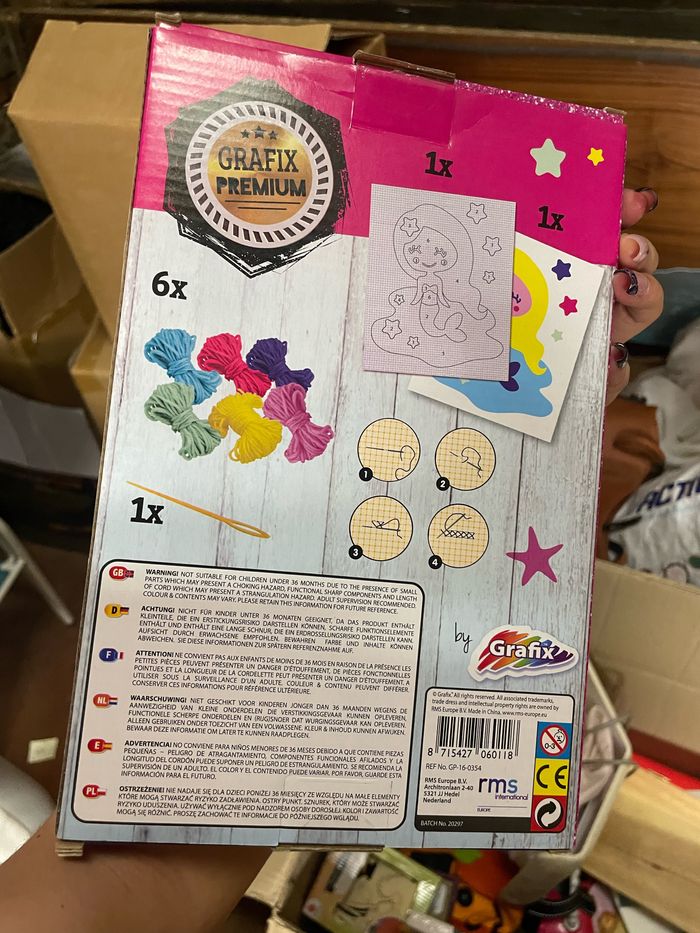 GRAFIX
PREMIUM
1x
1x
6x
1x
1
2
3
4
GB
WARNING! NOT SUITABLE FOR CHILDREN UNDER 36 MONTHS DUE TO THE PRESENCE OF SMALL
PARTS WHICH MAY PRESENT A CHOKING HAZARD, FUNCTIONAL SHARP COMPONENTS AND LENGTH
OF CORD WHICH MAY PRESENT A STRANGULATION HAZARD. ADULT SUPERVISION RECOMMENDED.
COLOUR & CONTENTS MAY VARY. PLEASE RETAIN THIS INFORMATION FOR FUTURE REFERENCE.
D
ACHTUNG! NICHT FÜR KINDER UNTER 36 MONATEN GEEIGNET, DA DAS PRODUKT ENTHÄLT
KLEINTEILE, DIE EIN ERSTICKUNGSRISIKO DARSTELLEN KÖNNEN, SCHARFE FUNKTIONSELEMENTE
ENTHÄLT UND ENTHÄLT EINE LANGE SCHNUR, DIE EIN ERDROSSELUNGSRISIKO DARSTELLEN KANN.
AUFSICHT DURCH ERWACHSENE EMPFOHLEN. BEWAHREN FARBE UND INHALTE KÖNNEN
ABWEICHEN. SIE DIESE INFORMATIONEN ZUR SPÄTERN REFERENZNAHME AUF.
F
ATTENTION! NE CONVIENT PAS AUX ENFANTS DE MOINS DE 36 MOIS EN RAISON DE LA PRÉSENCE LES
PETITES PIÈCES PEUVENT PRÉSENTER UN DANGER D'ÉTOUFFEMENT, DE PIÈCES FONCTIONNELLES
POINTUES ET LA LONGUEUR DE LA CORDELETTE PEUT PRÉSENTER UN DANGER D'ÉTOUFFEMENT. À
UTILISER SOUS LA SURVEILLANCE D'UN ADULTE. COULEUR & CONTENU PEUVENT DIFFÉRER.
CONSERVER CES INFORMATIONS POUR RÉFÉRENCE ULTÉRIEURE.
NL
WAARSCHUWING! NIET GESCHIKT VOOR KINDEREN JONGER DAN 36 MAANDEN WEGENS DE
AANWEZIGHEID VAN KLEINE ONDERDELEN DIE VERSTIKKINGSGEVAAR KUNNEN OPLEVEREN,
FUNCTIONELE SCHERPE ONDERDELEN EN (RUG)SNOER DAT WURGINGSGEVAAR KAN OPLEVEREN.
ALLEEN GEBRUIKEN ONDER TOEZICHT VAN EEN VOLWASSENE. KLEUR & INHOUD KUNNEN AFWIJKEN.
BEWAAR DEZE INFORMATIE OM LATER TE KUNNEN RAADPLEGEN.
E
ADVERTENCIA! NO CONVIENE PARA NIÑOS MENORES DE 36 MESES DEBIDO A QUE CONTIENE PIEZAS
PEQUEÑAS – PELIGRO DE ATRAGANTAMIENTO, COMPONENTES FUNCIONALES AFILADOS Y LA
LONGITUD DEL CORDÓN PUEDE SUPONER UN PELIGRO DE ESTRANGULAMIENTO. SE RECOMIENDA LA
SUPERVISIÓN DE UN ADULTO. EL COLOR Y EL CONTENIDO PUEDE VARIAR. POR FAVOR, GUARDE ESTA
INFORMACIÓN PARA EL FUTURO.
PL
OSTRZEŻENIE! NIE NADAJE SIĘ DLA DZIECI PONIŻEJ 36 MIESIĘCY ZE WZGLĘDU NA MAŁE ELEMENTY
KTÓRE MOGĄ STWARZAĆ RYZYKO ZADŁAWIENIA. OSTRY PUNKT. SZNUREK, KTÓRY MOŻE STWARZAĆ
RYZYKO UDUSZENIA. UŻYWAĆ WYŁĄCZNIE POD NADZOREM OSOBY DOROSŁEJ. KOLOR I ZAWARTOŚĆ
MOGĄ SIĘ RÓŻNIĆ. PROSZĘ ZACHOWAĆ TE INFORMACJE DO PÓŹNIEJSZEGO WGLĄDU.
by Grafix
© Grafix. All rights reserved. All associated trademarks,
trade dress and intellectual property rights are owned by
RMS Europe B.V. Made in China. www.rms-europe.eu
8 715427 060118
REF No. GP-16-0354
RMS Europe B.V.
Architronlaan 2-40
5321 JJ Hedel
Nederland
rms
international
EUROPE
BATCH No. 20297
0-3
CE